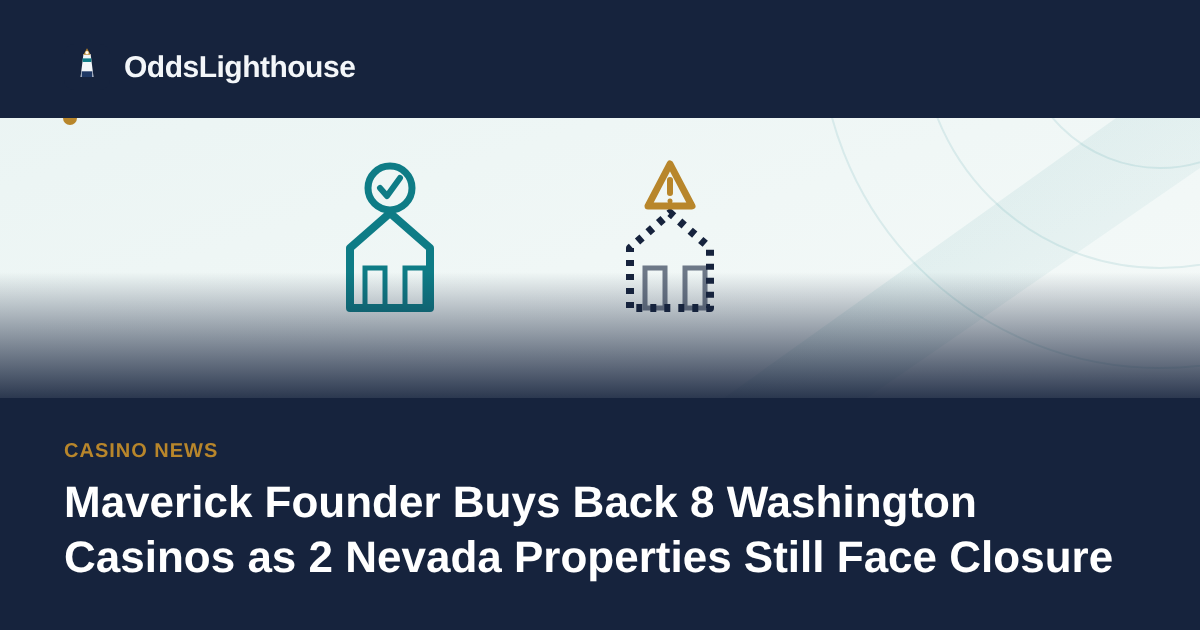 OddsLighthouse
CASINO NEWS
Maverick Founder Buys Back 8 Washington
Casinos as 2 Nevada Properties Still Face Closure